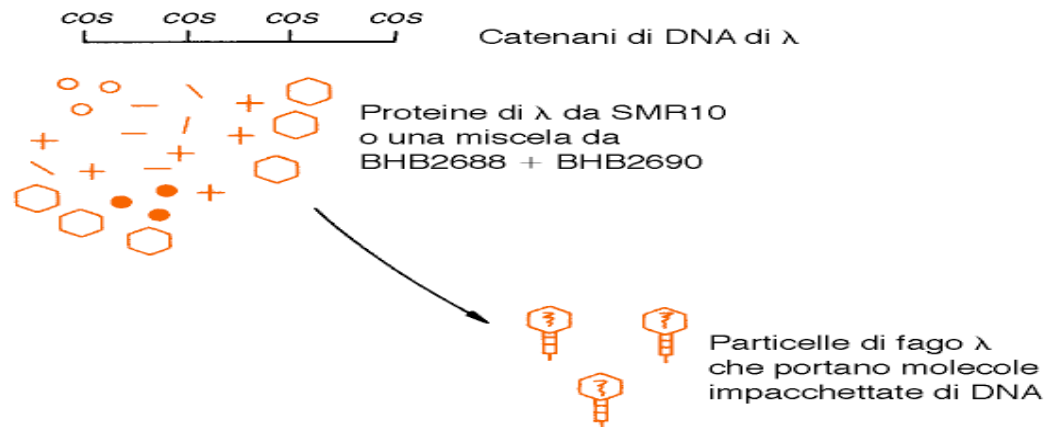 cos cos cos cos
Catenani di DNA di λ
Proteine di λ da SMR10
o una miscela da
BHB2688 + BHB2690
Particelle di fago λ
che portano molecole
impacchettate di DNA